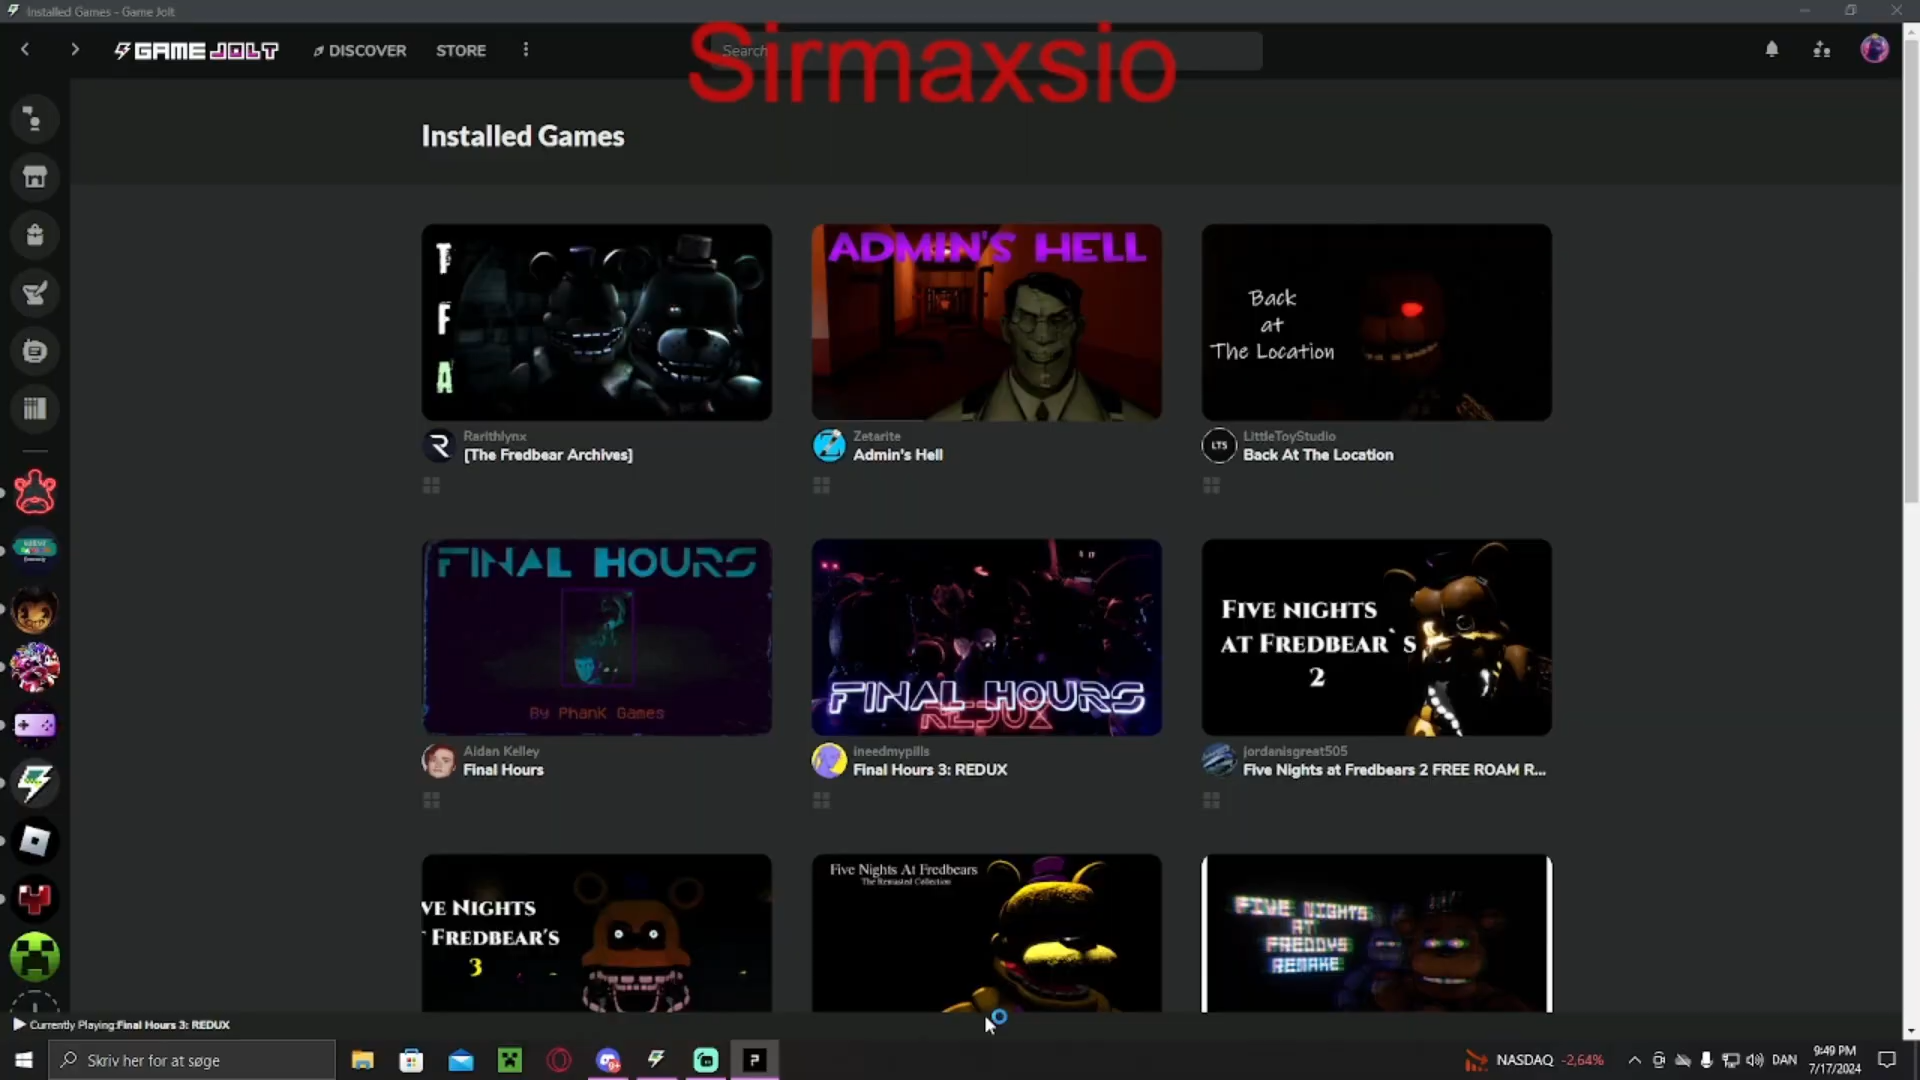 Installed Games - Game Jolt
GAME JOLT
DISCOVER
STORE
Search
Sirmaxsio
Installed Games
T
F
A
ADMIN'S HELL
Back
at
The Location
Rarithlynx
[The Fredbear Archives]
Zetarite
Admin's Hell
LTS
LittleToyStudio
Back At The Location
FINAL HOURS
By PhanK Games
FINAL HOURS
REDUX
FIVE NIGHTS
AT FREDBEAR`S
2
Aidan Kelley
Final Hours
ineedmypills
Final Hours 3: REDUX
jordanisgreat505
Five Nights at Fredbears 2 FREE ROAM R...
VE NIGHTS
FREDBEAR'S
3
Five Nights At Fredbears
The Remasted Collection
FIVE NIGHTS
AT
FREDDYS
REMAKE
Currently Playing:Final Hours 3: REDUX
Skriv her for at søge
NASDAQ -2,64%
DAN
9:49 PM
7/17/2024